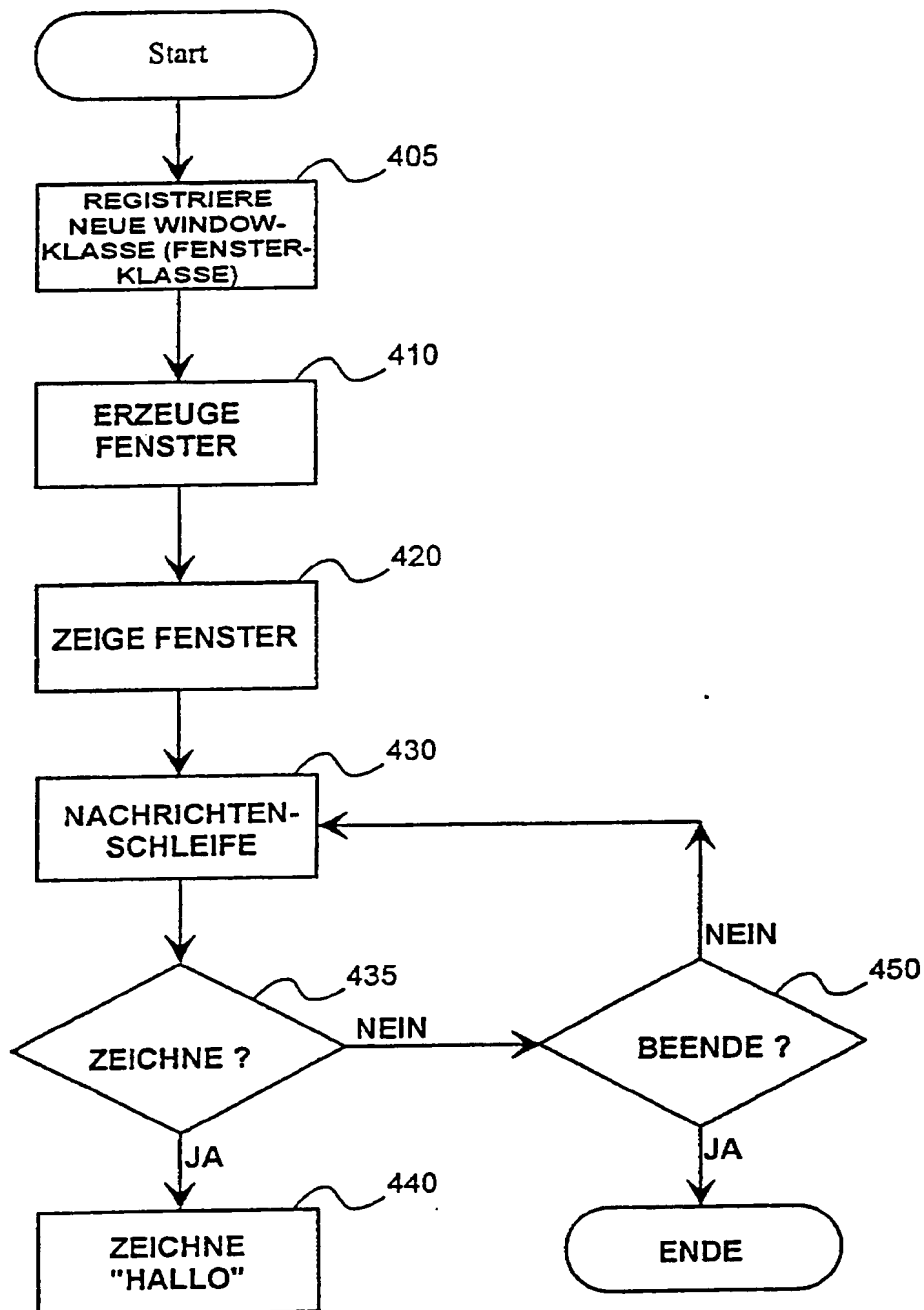 Start
405
REGISTRIERE
NEUE WINDOW-
KLASSE (FENSTER-
KLASSE)
410
ERZEUGE
FENSTER
420
ZEIGE FENSTER
430
NACHRICHTEN-
SCHLEIFE
NEIN
435
450
ZEICHNE ?
NEIN
BEENDE ?
JA
JA
440
ZEICHNE
"HALLO"
ENDE